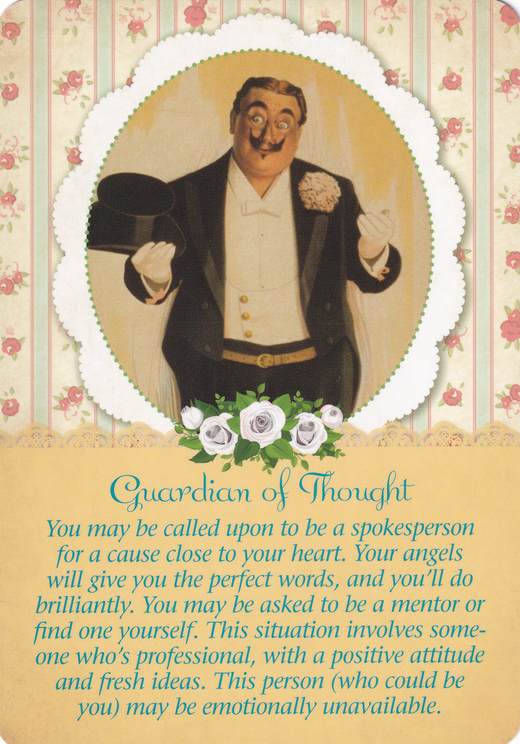 Guardian of Thought
You may be called upon to be a spokesperson
for a cause close to your heart. Your angels
will give you the perfect words, and you’ll do
brilliantly. You may be asked to be a mentor or
find one yourself. This situation involves some-
one who’s professional, with a positive attitude
and fresh ideas. This person (who could be
you) may be emotionally unavailable.